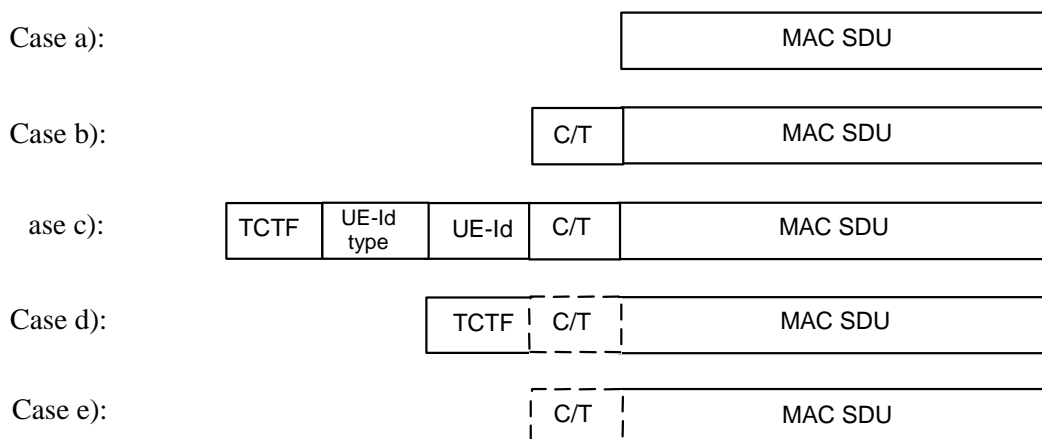 Case a): MAC SDU
Case b): C/T MAC SDU
ase c): TCTF UE-Id type UE-Id C/T MAC SDU
Case d): TCTF C/T MAC SDU
Case e): C/T MAC SDU